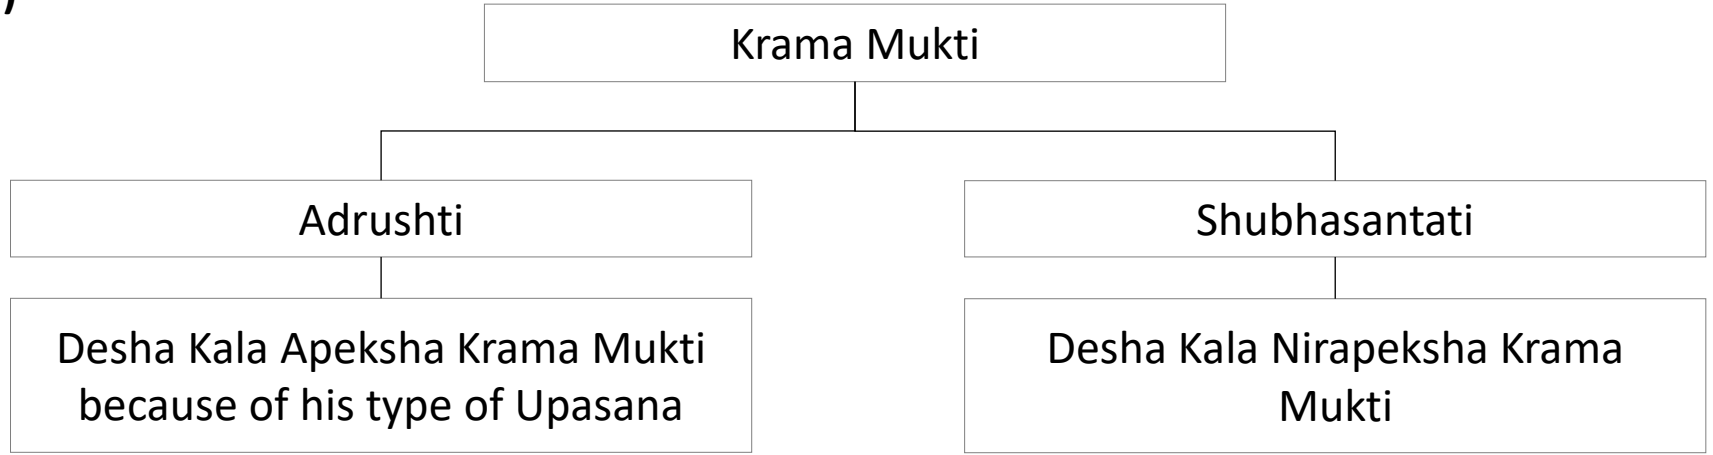 )
Krama Mukti
Adrushti
Shubhasantati
Desha Kala Apeksha Krama Mukti
because of his type of Upasana
Desha Kala Nirapeksha Krama
Mukti